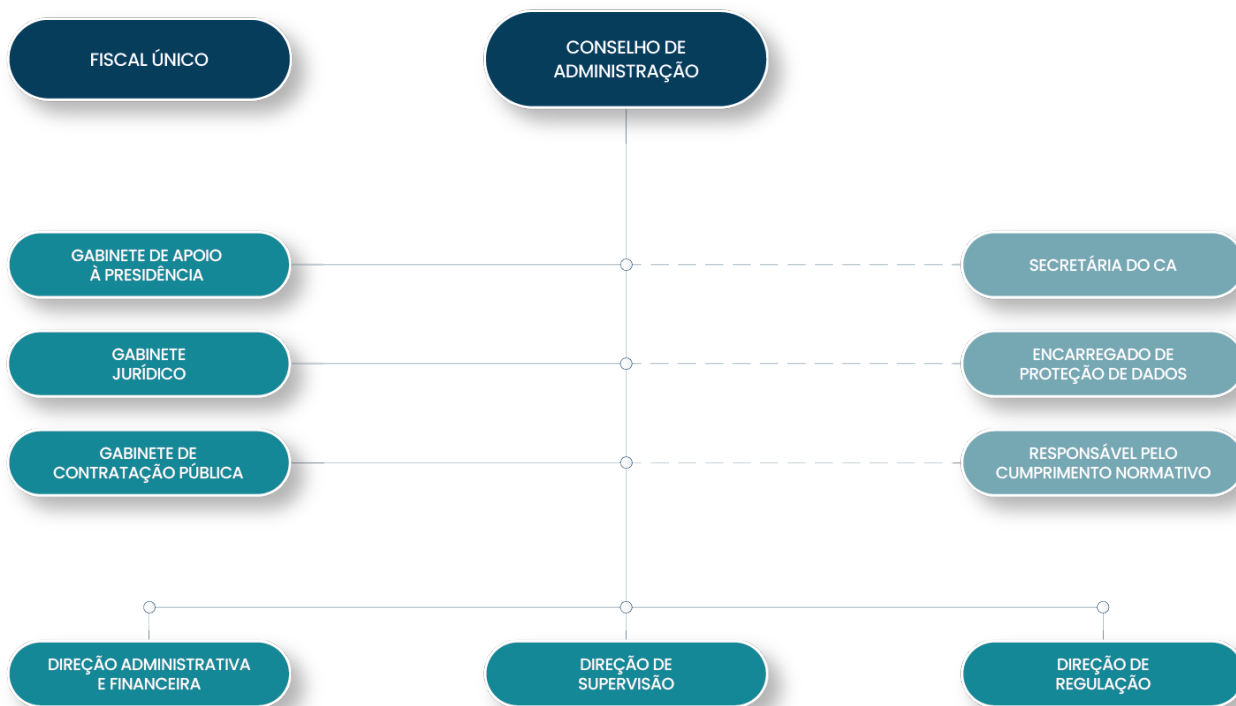 FISCAL ÚNICO
CONSELHO DE
ADMINISTRAÇÃO
GABINETE DE APOIO
À PRESIDÊNCIA
SECRETÁRIA DO CA
GABINETE
JURÍDICO
ENCARREGADO DE
PROTEÇÃO DE DADOS
GABINETE DE
CONTRATAÇÃO PÚBLICA
RESPONSÁVEL PELO
CUMPRIMENTO NORMATIVO
DIREÇÃO ADMINISTRATIVA
E FINANCEIRA
DIREÇÃO DE
SUPERVISÃO
DIREÇÃO DE
REGULAÇÃO